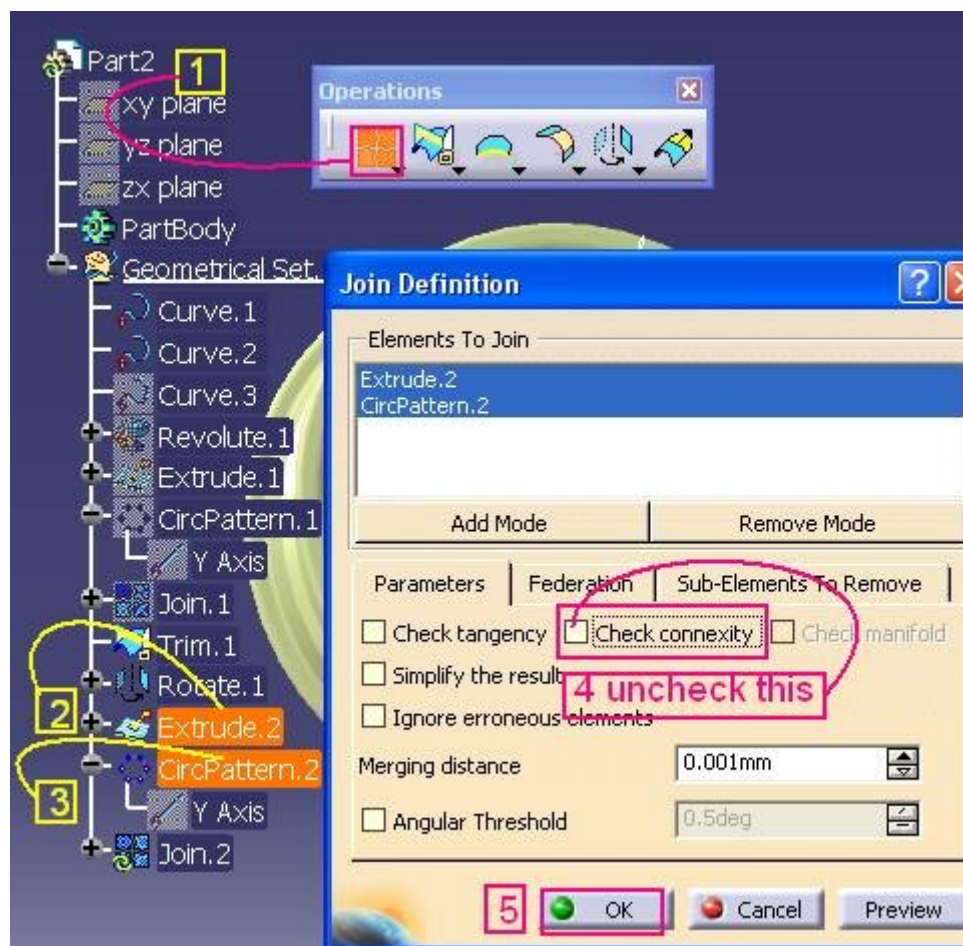 Part2
1
xy plane
yz plane
zx plane
PartBody
Geometrical Set.
Curve.1
Curve.2
Curve.3
Revolute.1
Extrude.1
CircPattern.1
Y Axis
Join.1
Trim.1
Rotate.1
2
Extrude.2
CircPattern.2
3
Y Axis
Join.2
Operations
Join Definition
Elements To Join
Extrude.2
CircPattern.2
Add Mode Remove Mode
Parameters Federation Sub-Elements To Remove
Check tangency Check connexity Check manifold
Simplify the result
4 uncheck this
Ignore erroneous elements
Merging distance 0.001mm
Angular Threshold 0.5deg
5 OK Cancel Preview